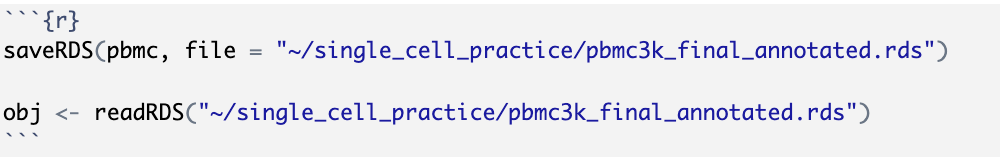 ```{r}
saveRDS(pbmc, file = "~/single_cell_practice/pbmc3k_final_annotated.rds")
obj <- readRDS("~/single_cell_practice/pbmc3k_final_annotated.rds")
```